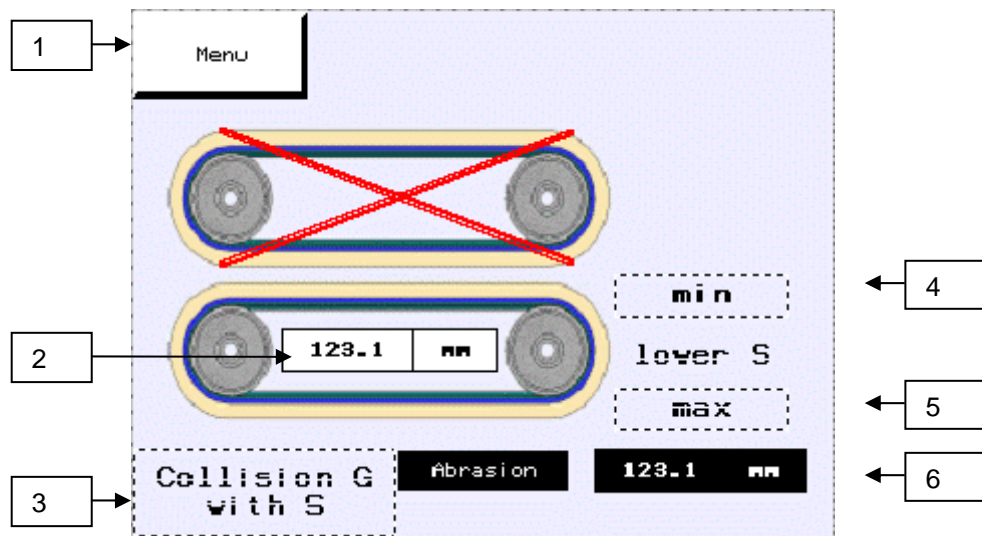 1
Menu
4
min
2
123.1 mm
lower S
5
max
Abrasion
123.1 mm
6
3
Collision G
with S